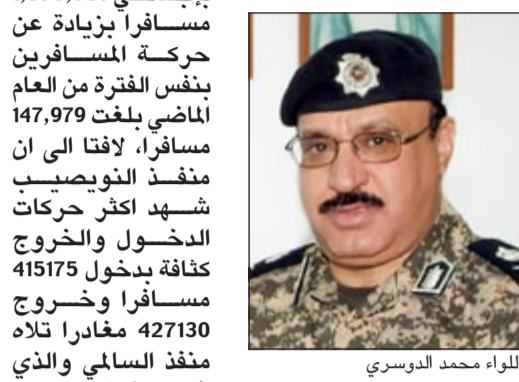 مسافرا بزيادة عن
حركة المسافرين
بنفس الفترة من العام
الماضي بلغت 147,979
مسافرا، لافتا الى ان
منفذ النويصيب
شهد اكثر حركات
الدخول والخروج
كثافة بدخول 415175
مسافرا وخروج
427130 مغادرا تلاه
منفذ السالمي والذي
للواء محمد الدوسري